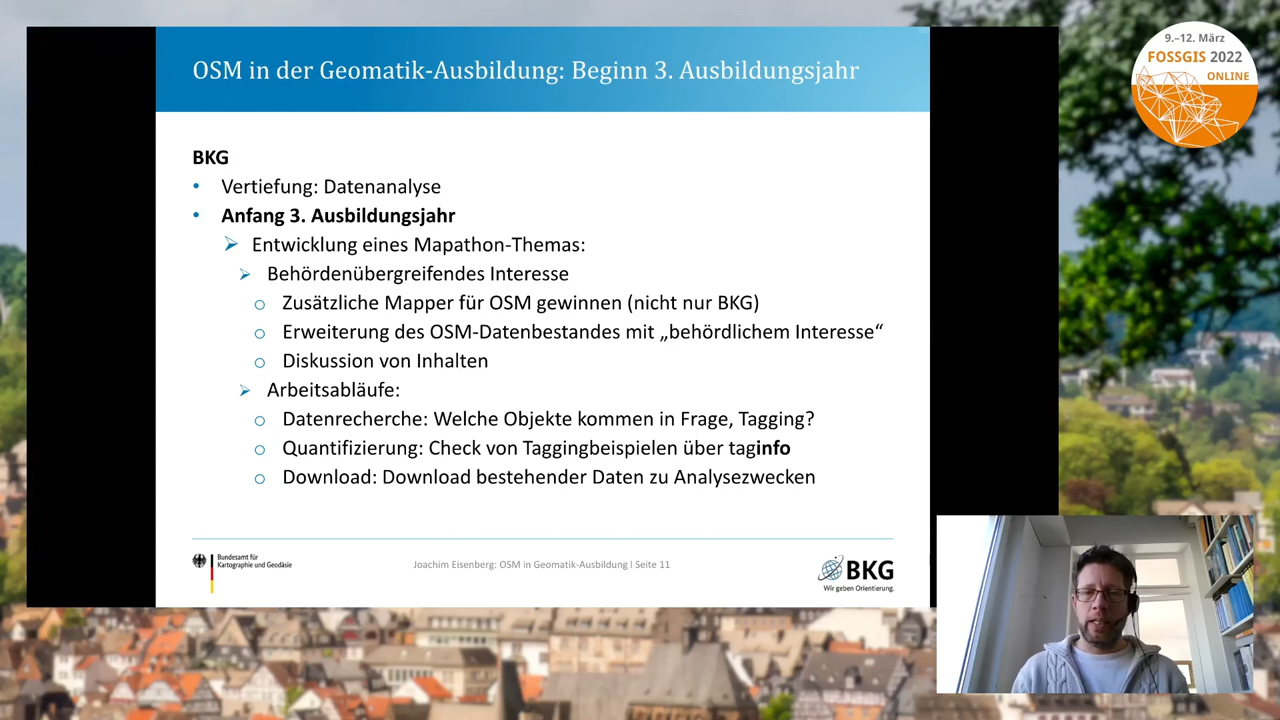 OSM in der Geomatik-Ausbildung: Beginn 3. Ausbildungsjahr
9.–12. März
FOSSGIS 2022
ONLINE
BKG
• Vertiefung: Datenanalyse
• Anfang 3. Ausbildungsjahr
➢ Entwicklung eines Mapathon-Themas:
➢ Behördenübergreifendes Interesse
o Zusätzliche Mapper für OSM gewinnen (nicht nur BKG)
o Erweiterung des OSM-Datenbestandes mit „behördlichem Interesse“
o Diskussion von Inhalten
➢ Arbeitsabläufe:
o Datenrecherche: Welche Objekte kommen in Frage, Tagging?
o Quantifizierung: Check von Taggingbeispielen über taginfo
o Download: Download bestehender Daten zu Analysezwecken
Bundesamt für
Kartographie und Geodäsie
Joachim Eisenberg: OSM in Geomatik-Ausbildung I Seite 11
BKG
Wir geben Orientierung.